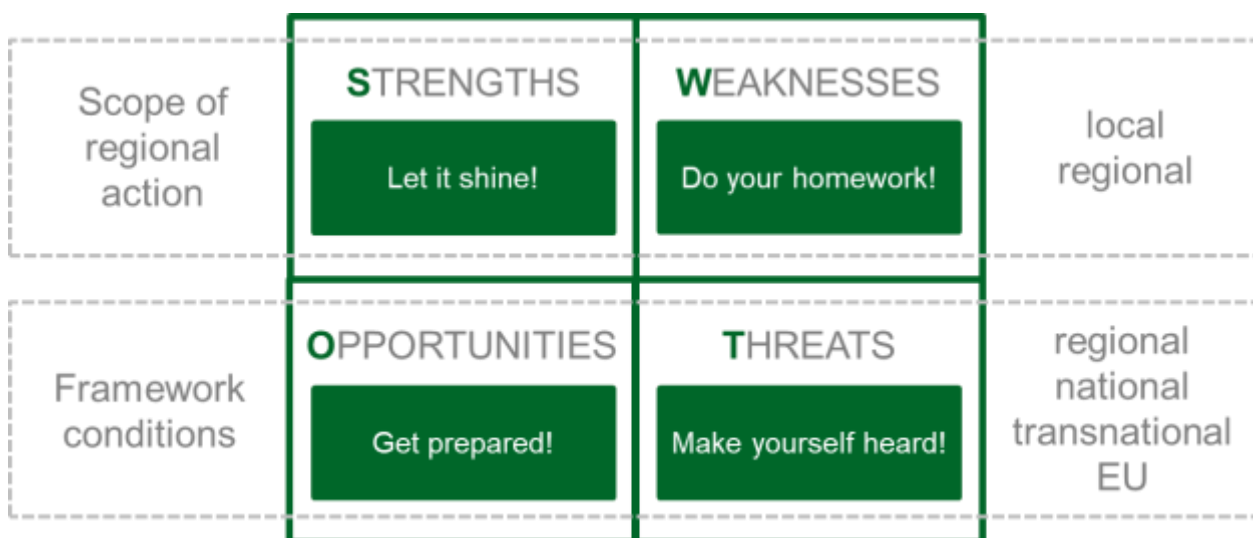 Scope of
regional
action
STRENGTHS
Let it shine!
WEAKNESSES
Do your homework!
local
regional
Framework
conditions
OPPORTUNITIES
Get prepared!
THREATS
Make yourself heard!
regional
national
transnational
EU